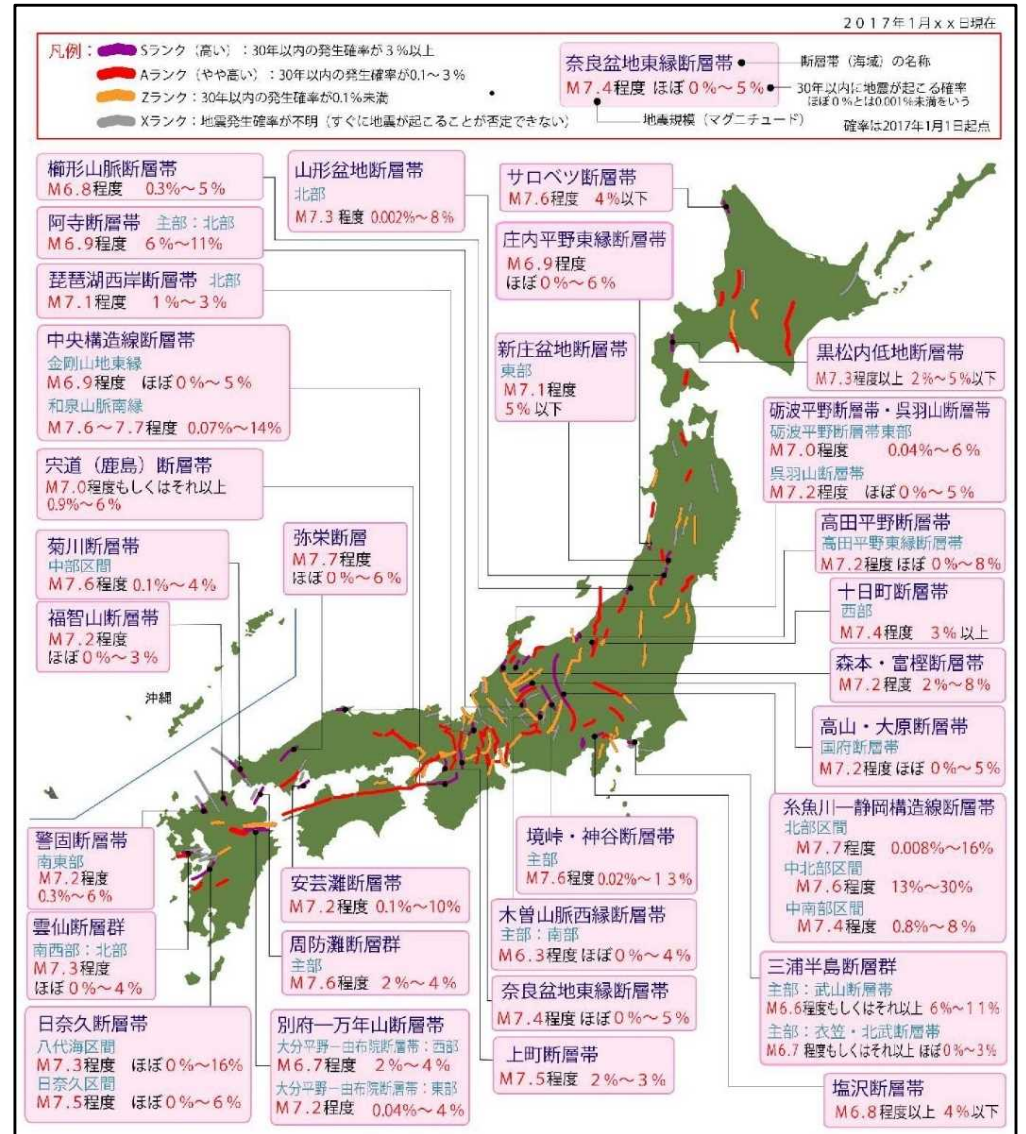 2017年1月xx日現在
凡例：
Sランク（高い）：30年以内の発生確率が3％以上
Aランク（やや高い）：30年以内の発生確率が0.1～3％
Zランク：30年以内の発生確率が0.1％未満
Xランク：地震発生確率が不明（すぐに地震が起こることが否定できない）
奈良盆地東縁断層帯
M7.4程度 ほぼ0％～5％
断層帯（海域）の名称
30年以内に地震が起こる確率
ほぼ0％とは0.001％未満をいう
地震規模（マグニチュード）
確率は2017年1月1日起点
櫛形山脈断層帯
M6.8程度 0.3％～5％
阿寺断層帯 主部：北部
M6.9程度 6％～11％
琵琶湖西岸断層帯 北部
M7.1程度 1％～3％
中央構造線断層帯
金剛山地東縁
M6.9程度 ほぼ0％～5％
和泉山脈南縁
M7.6～7.7程度 0.07％～14％
宍道（鹿島）断層帯
M7.0程度もしくはそれ以上
0.9％～6％
菊川断層帯
中部区間
M7.6程度 0.1％～4％
福智山断層帯
M7.2程度
ほぼ0％～3％
山形盆地断層帯
北部
M7.3 程度 0.002％～8％
弥栄断層
M7.7程度
ほぼ0％～6％
サロベツ断層帯
M7.6程度 4％以下
庄内平野東縁断層帯
M6.9程度
ほぼ0％～6％
新庄盆地断層帯
東部
M7.1程度
5％以下
黒松内低地断層帯
M7.3程度以上 2％～5％以下
砺波平野断層帯・呉羽山断層帯
砺波平野断層帯東部
M7.0程度 0.04％～6％
呉羽山断層帯
M7.2程度 ほぼ0％～5％
高田平野断層帯
高田平野東縁断層帯
M7.2程度 ほぼ0％～8％
十日町断層帯
西部
M7.4程度 3％以上
森本・富樫断層帯
M7.2程度 2％～8％
高山・大原断層帯
国府断層帯
M7.2程度 ほぼ0％～5％
糸魚川ー静岡構造線断層帯
北部区間
M7.7程度 0.008％～16％
中北部区間
M7.6程度 13％～30％
中南部区間
M7.4程度 0.8％～8％
三浦半島断層群
主部：武山断層帯
M6.6程度もしくはそれ以上 6％～11％
主部：衣笠・北武断層帯
M6.7 程度もしくはそれ以上 ほぼ0％～3％
塩沢断層帯
M6.8程度以上 4％以下
沖縄
警固断層帯
南東部
M7.2程度
0.3％～6％
雲仙断層群
南西部：北部
M7.3程度
ほぼ0％～4％
日奈久断層帯
八代海区間
M7.3程度 ほぼ0％～16％
日奈久区間
M7.5程度 ほぼ0％～6％
安芸灘断層帯
M7.2程度 0.1％～10％
周防灘断層群
主部
M7.6程度 2％～4％
別府ー万年山断層帯
大分平野ー由布院断層帯：西部
M6.7程度 2％～4％
大分平野ー由布院断層帯：東部
M7.2程度 0.04％～4％
境峠・神谷断層帯
主部
M7.6程度 0.02％～13％
木曽山脈西縁断層帯
主部：南部
M6.3程度 ほぼ0％～4％
奈良盆地東縁断層帯
M7.4程度 ほぼ0％～5％
上町断層帯
M7.5程度 2％～3％